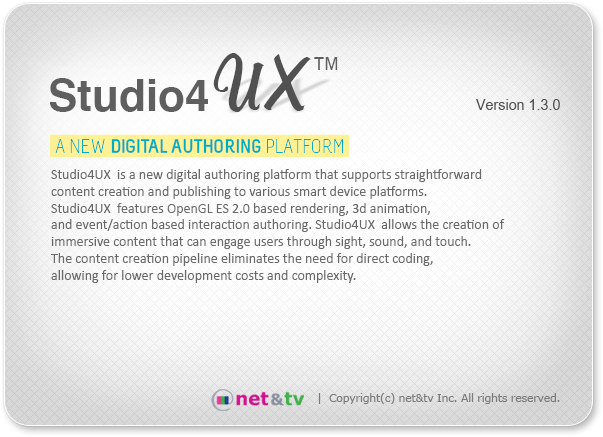 Studio4 UX™
Version 1.3.0
A NEW DIGITAL AUTHORING PLATFORM
Studio4UX is a new digital authoring platform that supports straightforward
content creation and publishing to various smart device platforms.
Studio4UX features OpenGL ES 2.0 based rendering, 3d animation,
and event/action based interaction authoring. Studio4UX allows the creation of
immersive content that can engage users through sight, sound, and touch.
The content creation pipeline eliminates the need for direct coding,
allowing for lower development costs and complexity.
net&tv | Copyright(c) net&tv Inc. All rights reserved.